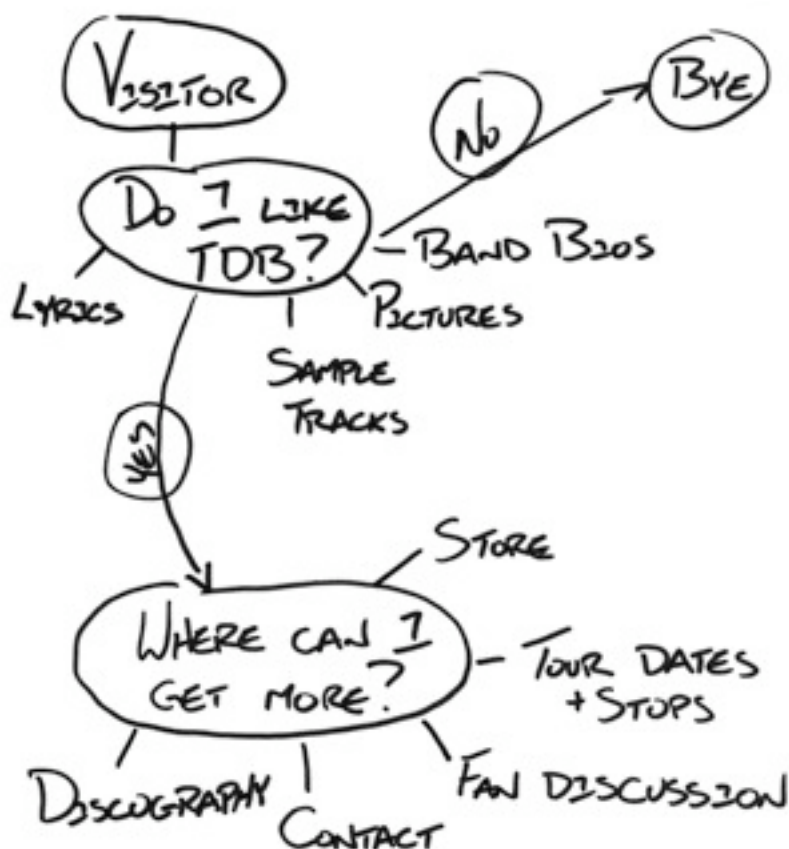 VISITOR
BYE
NO
DO I LIKE
TDB?
BAND BIOS
LYRICS
PICTURES
SAMPLE
TRACKS
YES
STORE
WHERE CAN I
GET MORE?
TOUR DATES
+ STOPS
DISCOGRAPHY
FAN DISCUSSION
CONTACT